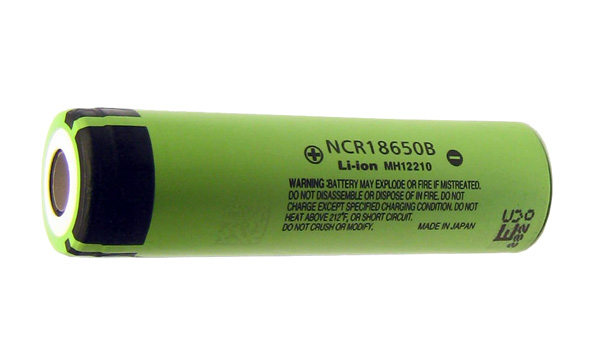 NCR18650B
Li-ion MH12210
WARNING:BATTERY MAY EXPLODE OR FIRE IF MISTREATED.
DO NOT DISASSEMBLE OR DISPOSE OF IN FIRE. DO NOT
CHARGE EXCEPT SPECIFIED CHARGING CONDITION. DO NOT
HEAT ABOVE 212°F, OR SHORT CIRCUIT.
DO NOT CRUSH OR MODIFY. MADE IN JAPAN